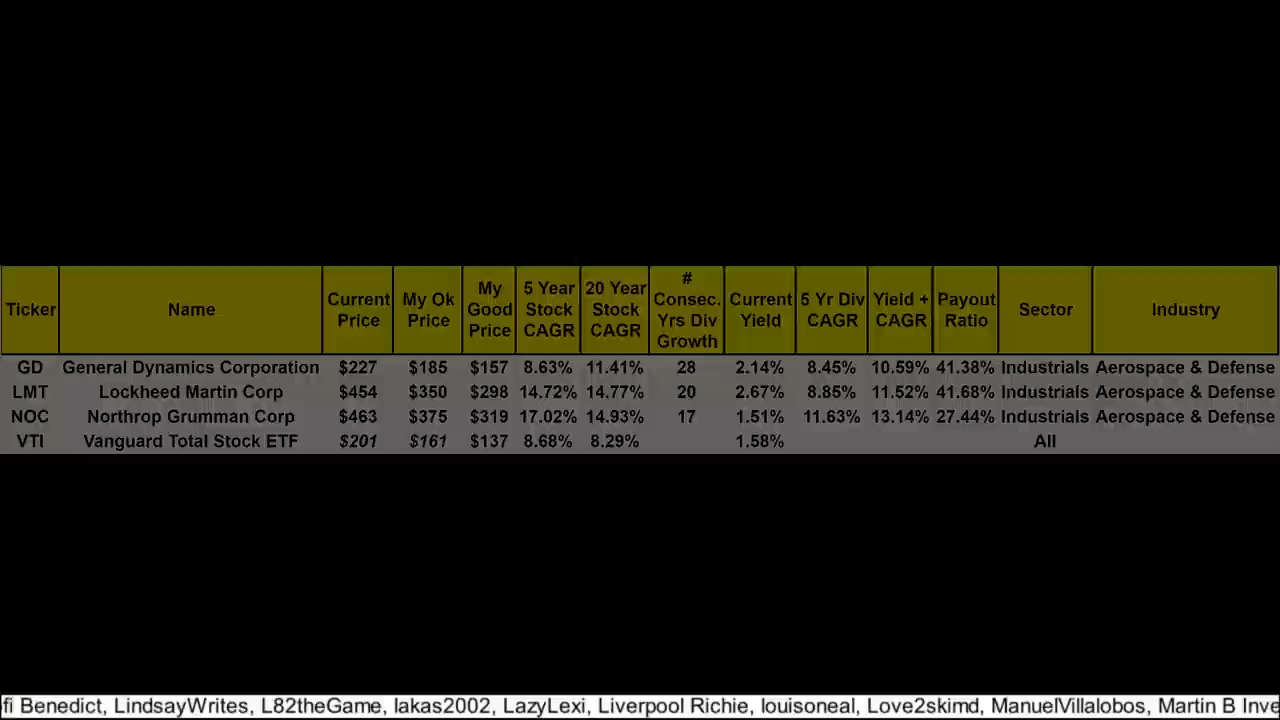 Ticker Name Current Price My Ok Price My Good Price 5 Year Stock CAGR 20 Year Stock CAGR # Consec. Yrs Div Growth Current Yield 5 Yr Div CAGR Yield + CAGR Payout Ratio Sector Industry
GD General Dynamics Corporation $227 $185 $157 8.63% 11.41% 28 2.14% 8.45% 10.59% 41.38% Industrials Aerospace & Defense
LMT Lockheed Martin Corp $454 $350 $298 14.72% 14.77% 20 2.67% 8.85% 11.52% 41.68% Industrials Aerospace & Defense
NOC Northrop Grumman Corp $463 $375 $319 17.02% 14.93% 17 1.51% 11.63% 13.14% 27.44% Industrials Aerospace & Defense
VTI Vanguard Total Stock ETF $201 $161 $137 8.68% 8.29% 1.58% All
fi Benedict, LindsayWrites, L82theGame, lakas2002, LazyLexi, Liverpool Richie, louisoneal, Love2skimd, ManuelVillalobos, Martin B Inve